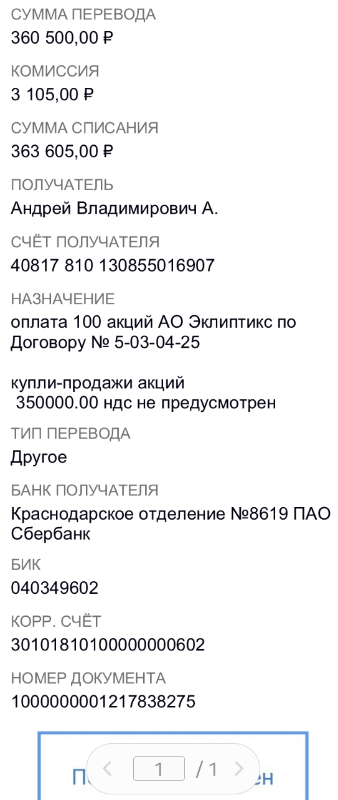 СУММА ПЕРЕВОДА
360 500,00 ₽
КОМИССИЯ
3 105,00 ₽
СУММА СПИСАНИЯ
363 605,00 ₽
ПОЛУЧАТЕЛЬ
Андрей Владимирович А.
СЧЁТ ПОЛУЧАТЕЛЯ
40817 810 130855016907
НАЗНАЧЕНИЕ
оплата 100 акций АО Эклиптикс по
Договору № 5-03-04-25
купли-продажи акций
350000.00 ндс не предусмотрен
ТИП ПЕРЕВОДА
Другое
БАНК ПОЛУЧАТЕЛЯ
Краснодарское отделение №8619 ПАО
Сбербанк
БИК
040349602
КОРР. СЧЁТ
30101810100000000602
НОМЕР ДОКУМЕНТА
1000000001217838275
1 / 1